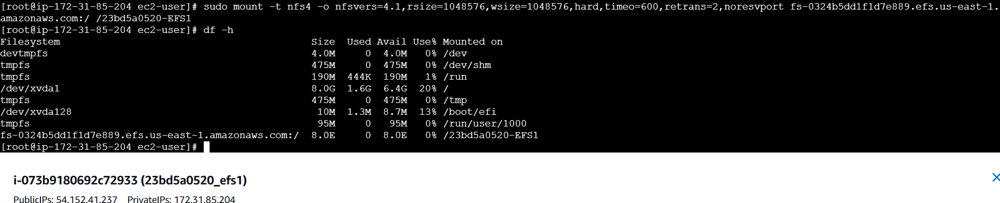 [root@ip-172-31-85-204 ec2-user]# sudo mount -t nfs4 -o nfsvers=4.1,rsize=1048576,wsize=1048576,hard,timeo=600,retrans=2,noresvport fs-0324b5dd1f1d7e889.efs.us-east-1.
amazonaws.com:/ /23bd5a0520-EFS1
[root@ip-172-31-85-204 ec2-user]# df -h
Filesystem Size Used Avail Use% Mounted on
devtmpfs 4.0M 0 4.0M 0% /dev
tmpfs 475M 0 475M 0% /dev/shm
tmpfs 190M 444K 190M 1% /run
/dev/xvda1 8.0G 1.6G 6.4G 20% /
tmpfs 475M 0 475M 0% /tmp
/dev/xvda128 10M 1.3M 8.7M 13% /boot/efi
tmpfs 95M 0 95M 0% /run/user/1000
fs-0324b5dd1f1d7e889.efs.us-east-1.amazonaws.com:/ 8.0E 0 8.0E 0% /23bd5a0520-EFS1
[root@ip-172-31-85-204 ec2-user]#
i-073b9180692c72933 (23bd5a0520_efs1)
PublicIPs: 54.152.41.237 PrivateIPs: 172.31.85.204